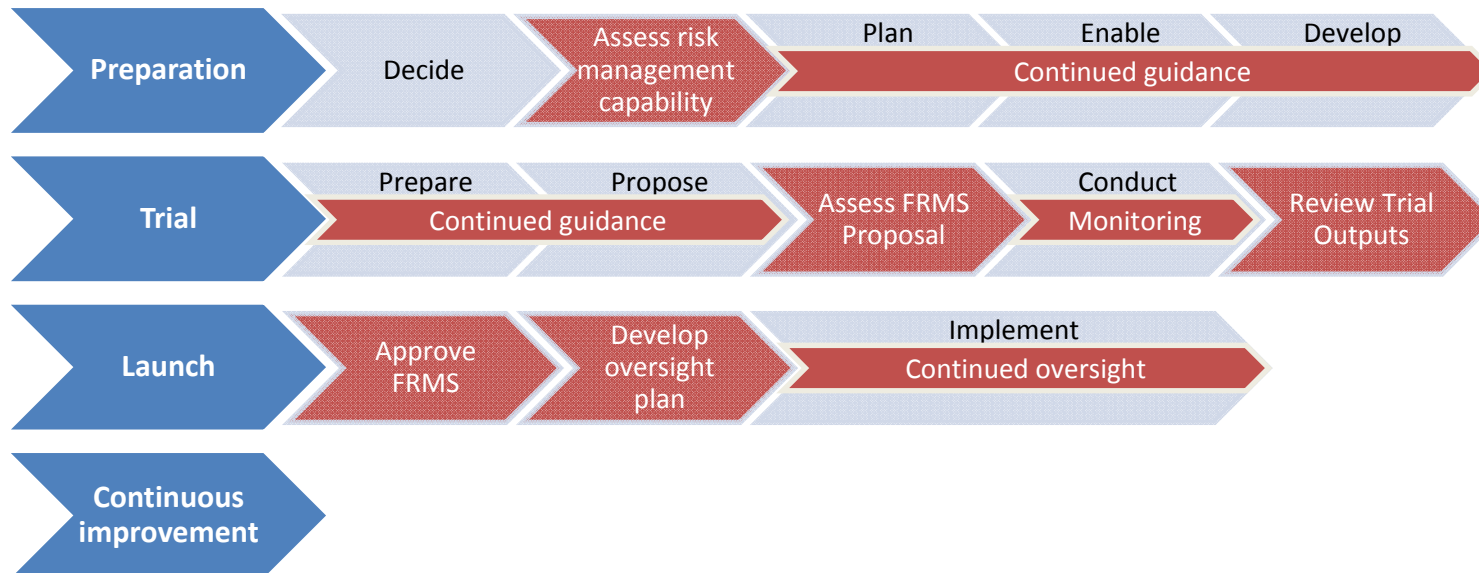 Preparation
Decide
Assess risk
management
capability
Plan
Enable
Develop
Continued guidance
Trial
Prepare
Propose
Continued guidance
Assess FRMS
Proposal
Conduct
Monitoring
Review Trial
Outputs
Launch
Approve
FRMS
Develop
oversight
plan
Implement
Continued oversight
Continuous
improvement